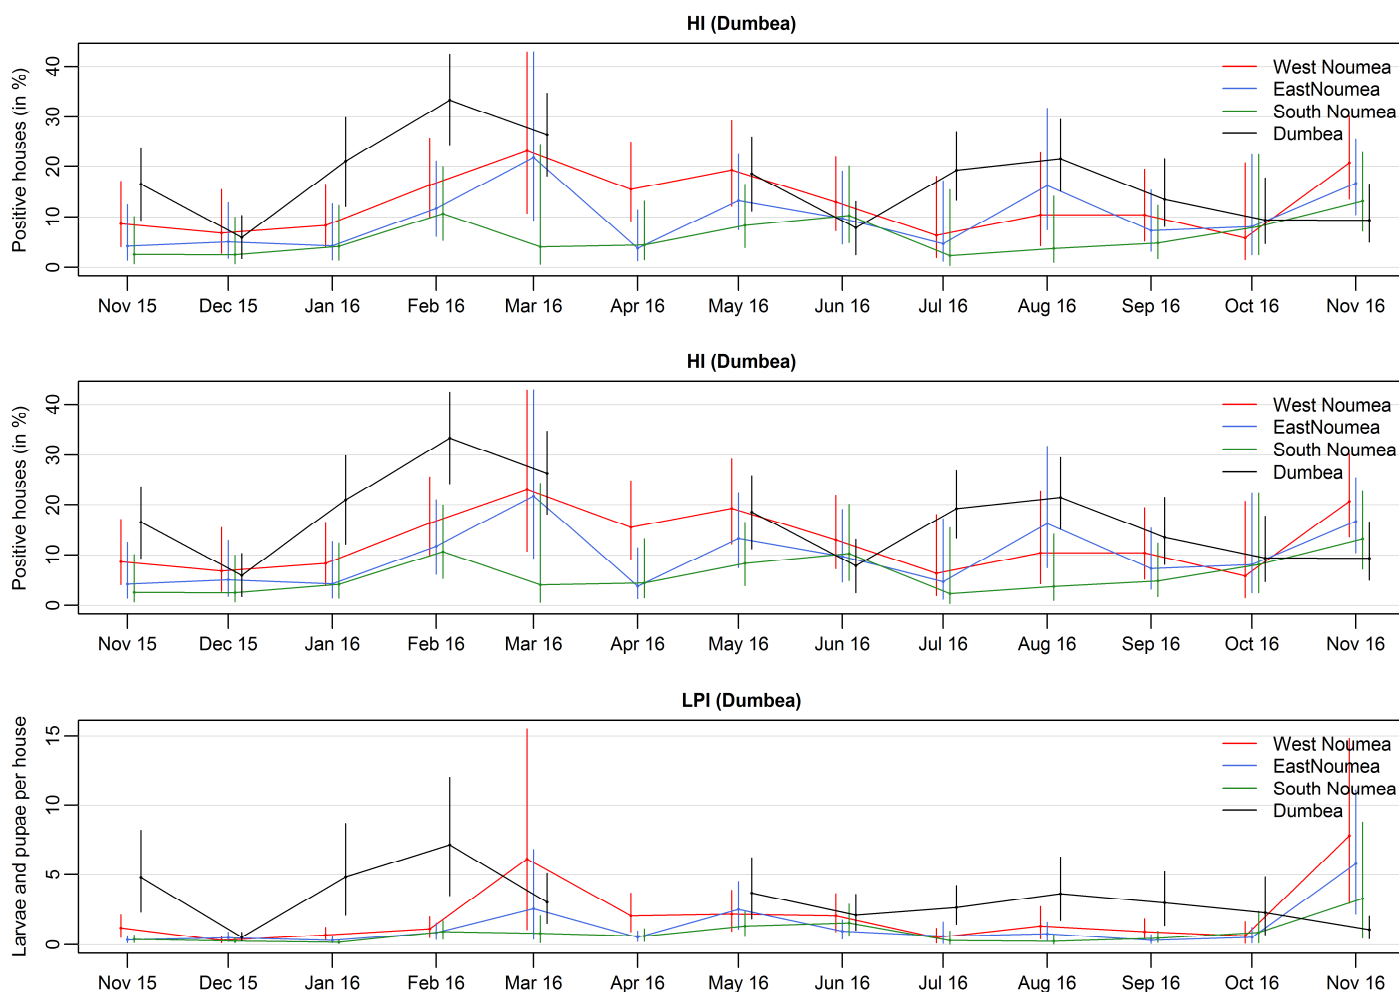 HI (Dumbea)
Positive houses (in %)
40
30
20
10
0
West Noumea
EastNoumea
South Noumea
Dumbea
Nov 15 Dec 15 Jan 16 Feb 16 Mar 16 Apr 16 May 16 Jun 16 Jul 16 Aug 16 Sep 16 Oct 16 Nov 16
HI (Dumbea)
Positive houses (in %)
40
30
20
10
0
West Noumea
EastNoumea
South Noumea
Dumbea
Nov 15 Dec 15 Jan 16 Feb 16 Mar 16 Apr 16 May 16 Jun 16 Jul 16 Aug 16 Sep 16 Oct 16 Nov 16
LPI (Dumbea)
Larvae and pupae per house
15
10
5
0
West Noumea
EastNoumea
South Noumea
Dumbea
Nov 15 Dec 15 Jan 16 Feb 16 Mar 16 Apr 16 May 16 Jun 16 Jul 16 Aug 16 Sep 16 Oct 16 Nov 16